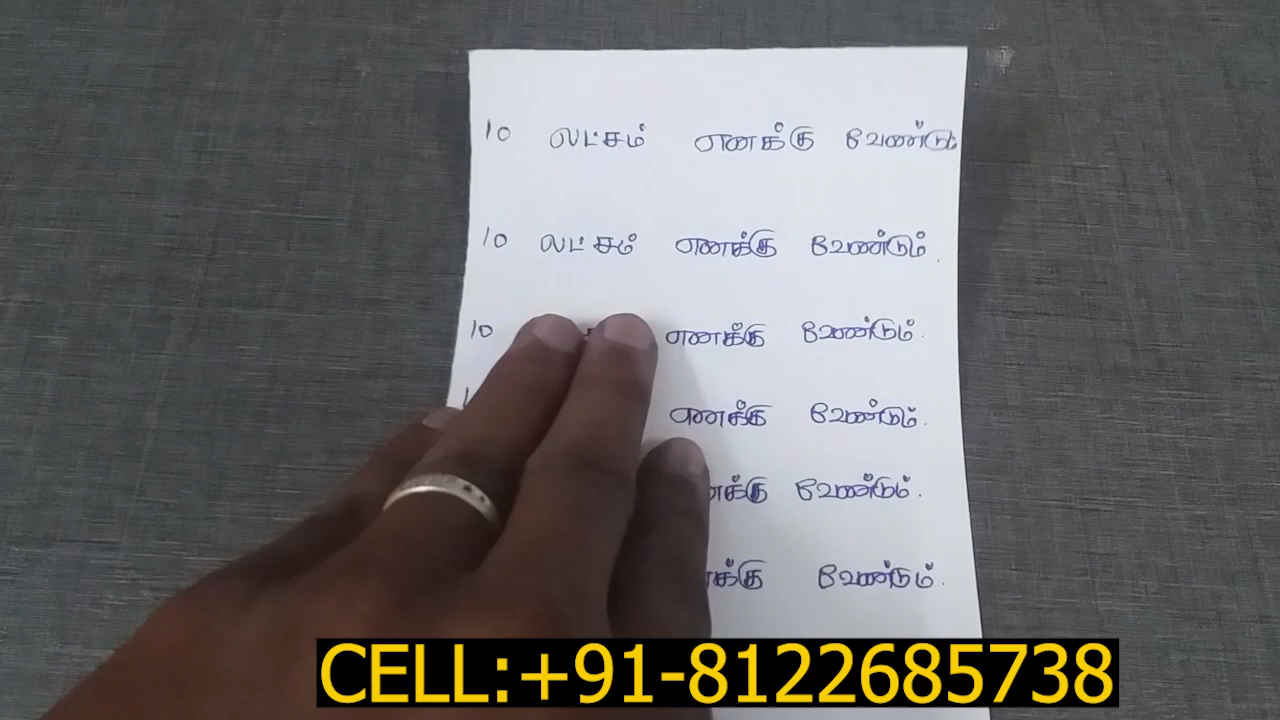 10 லட்சம் எனக்கு வேண்டும்
10 லட்சம் எனக்கு வேண்டும்.
10 எனக்கு வேண்டும்.
எனக்கு வேண்டும்.
வேண்டும்.
வேண்டும்.
CELL:+91-8122685738